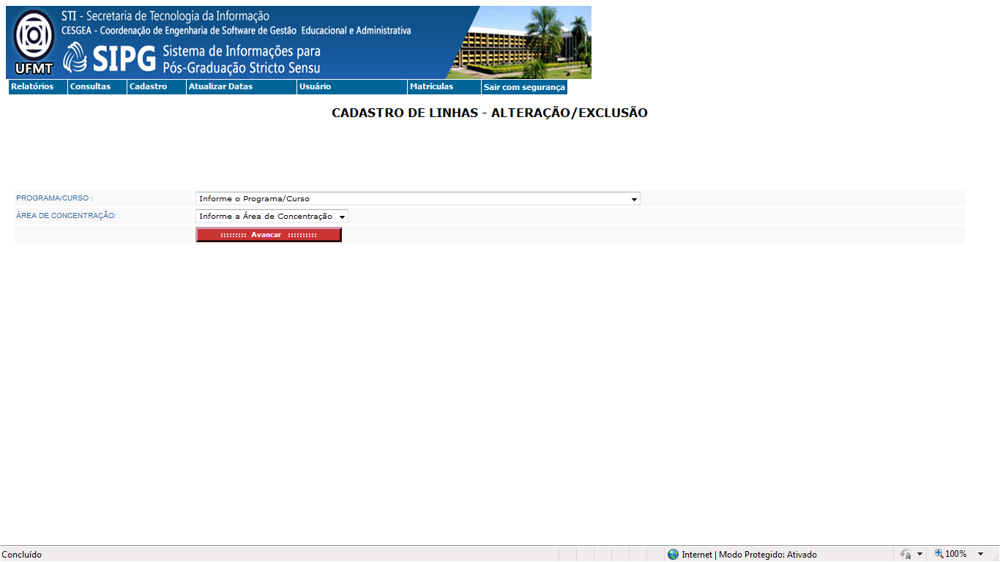 STI - Secretaria de Tecnologia da Informação
CESGEA - Coordenação de Engenharia de Software de Gestão Educacional e Administrativa
UFMT
SIPG
Sistema de Informações para
Pós-Graduação Stricto Sensu
Relatórios Consultas Cadastro Atualizar Datas Usuário Matrículas Sair com segurança
CADASTRO DE LINHAS - ALTERAÇÃO/EXCLUSÃO
PROGRAMA/CURSO : Informe o Programa/Curso
ÁREA DE CONCENTRAÇÃO: Informe a Área de Concentração
::::::::: Avancar ::::::::::
Concluído Internet | Modo Protegido: Ativado 100%